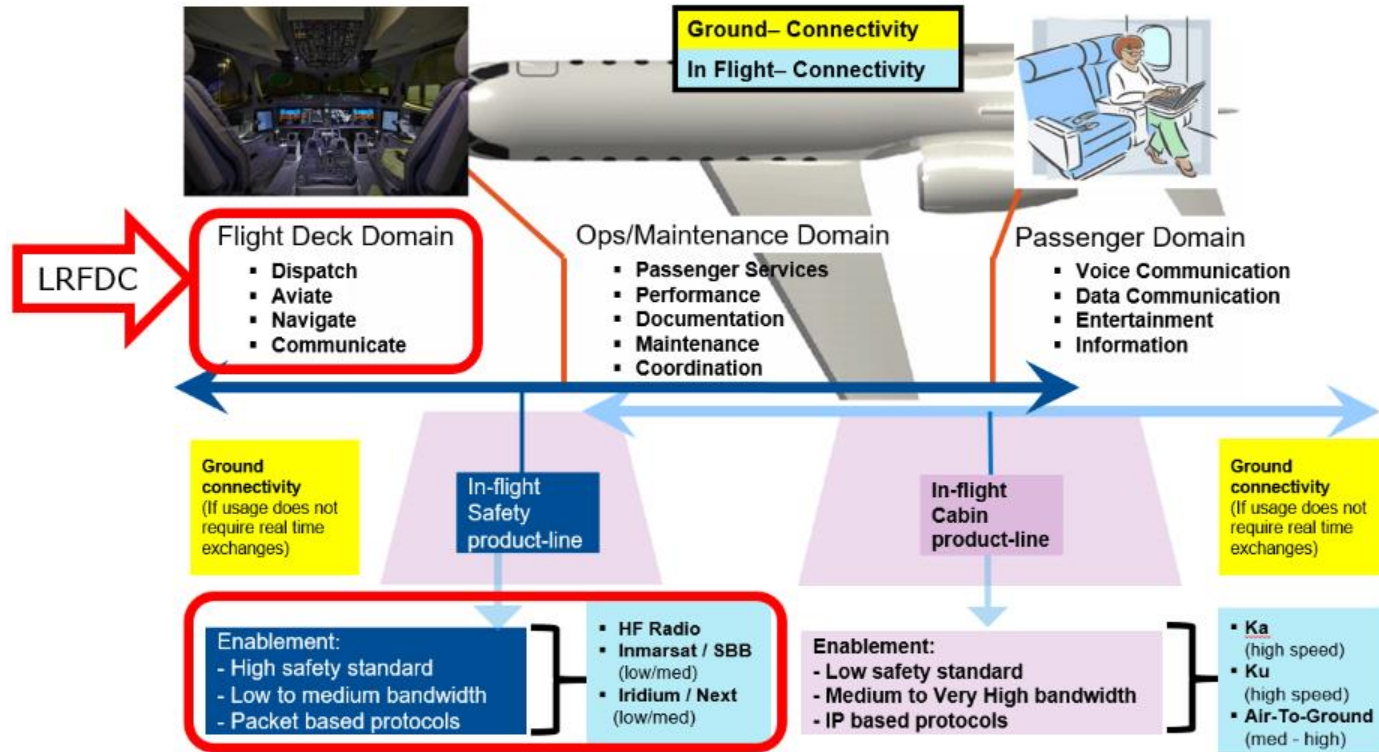 Ground– Connectivity
In Flight– Connectivity
LRFDC
Flight Deck Domain
▪ Dispatch
▪ Aviate
▪ Navigate
▪ Communicate
Ops/Maintenance Domain
▪ Passenger Services
▪ Performance
▪ Documentation
▪ Maintenance
▪ Coordination
Passenger Domain
▪ Voice Communication
▪ Data Communication
▪ Entertainment
▪ Information
Ground
connectivity
(If usage does not
require real time
exchanges)
In-flight
Safety
product-line
In-flight
Cabin
product-line
Ground
connectivity
(If usage does not
require real time
exchanges)
Enablement:
- High safety standard
- Low to medium bandwidth
- Packet based protocols
▪ HF Radio
▪ Inmarsat / SBB
(low/med)
▪ Iridium / Next
(low/med)
Enablement:
- Low safety standard
- Medium to Very High bandwidth
- IP based protocols
▪ Ka
(high speed)
▪ Ku
(high speed)
▪ Air-To-Ground
(med - high)